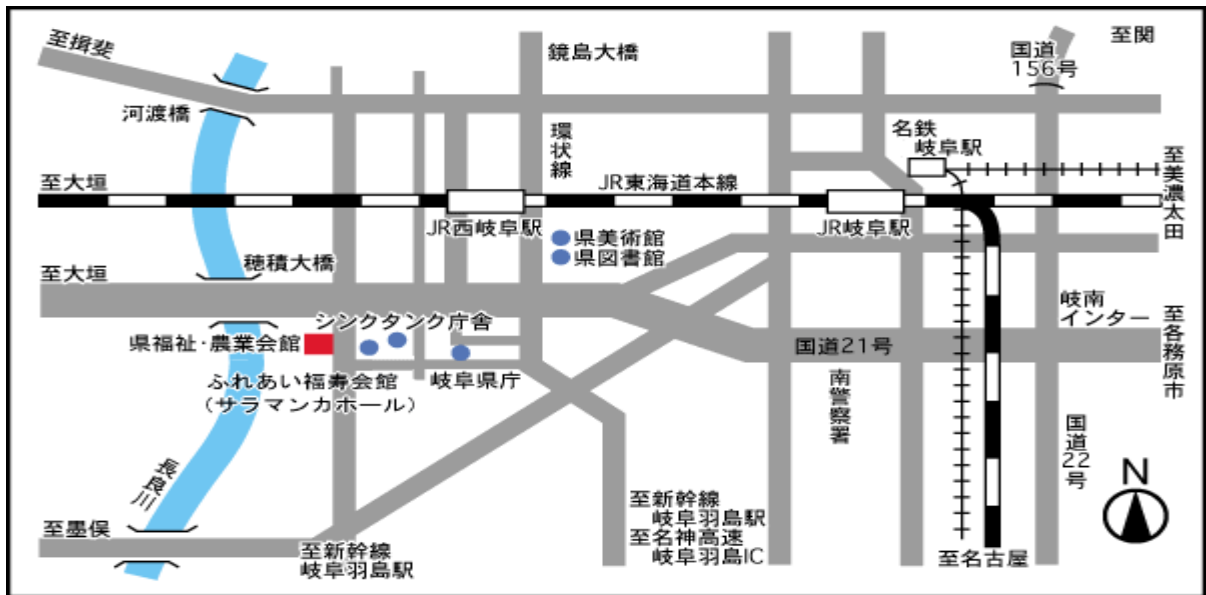 至揖斐
鏡島大橋
国道
156号
至関
河渡橋
環状線
名鉄
岐阜駅
至大垣
JR東海道本線
至美濃太田
JR西岐阜駅
JR岐阜駅
県美術館
県図書館
穂積大橋
至大垣
岐南
インター
シンクタンク庁舎
県福祉・農業会館
国道21号
至各務原市
ふれあい福寿会館
(サラマンカホール)
岐阜県庁
南警察署
国道22号
長良川
N
至新幹線
岐阜羽島駅
至名神高速
岐阜羽島IC
至墨俣
至新幹線
岐阜羽島駅
至名古屋